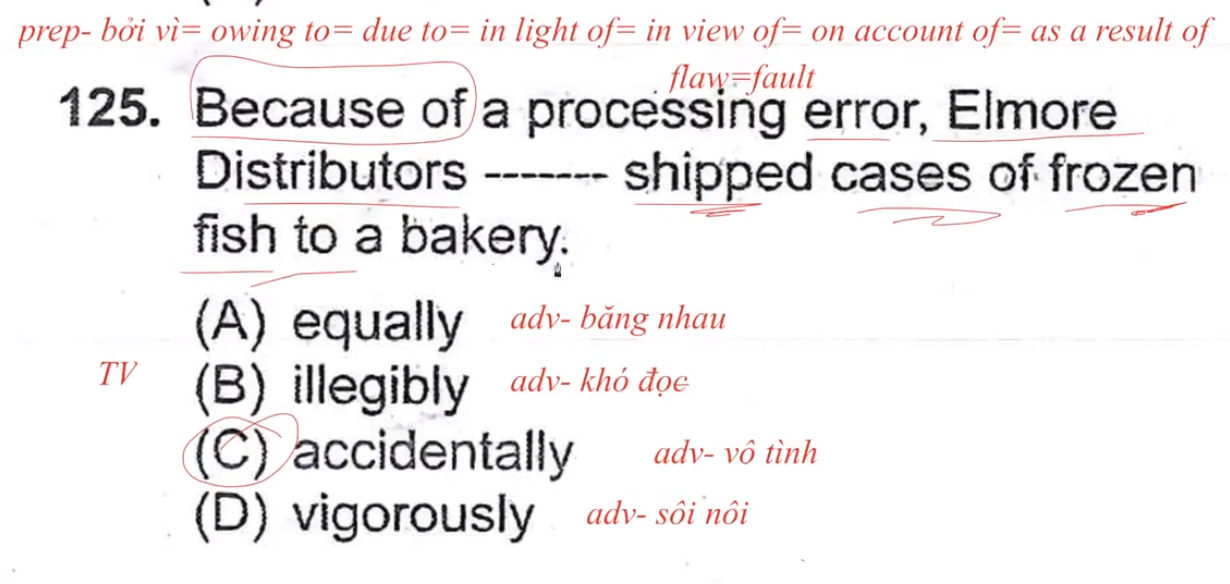 prep- bởi vì= owing to= due to= in light of= in view of= on account of= as a result of
flaw=fault
125. Because of a processing error, Elmore
Distributors ------- shipped cases of frozen
fish to a bakery.
(A) equally adv- băng nhau
TV (B) illegibly adv- khó đọc
(C) accidentally adv- vô tình
(D) vigorously adv- sôi nôi